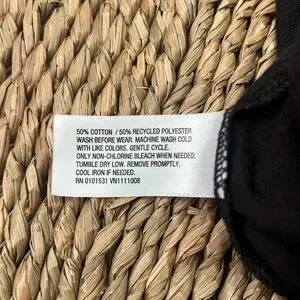 50% COTTON / 50% RECYCLED POLYESTER
WASH BEFORE WEAR. MACHINE WASH COLD
WITH LIKE COLORS. GENTLE CYCLE.
ONLY NON-CHLORINE BLEACH WHEN NEEDED.
TUMBLE DRY LOW. REMOVE PROMPTLY.
COOL IRON IF NEEDED.
RN 0101531 VN1111008